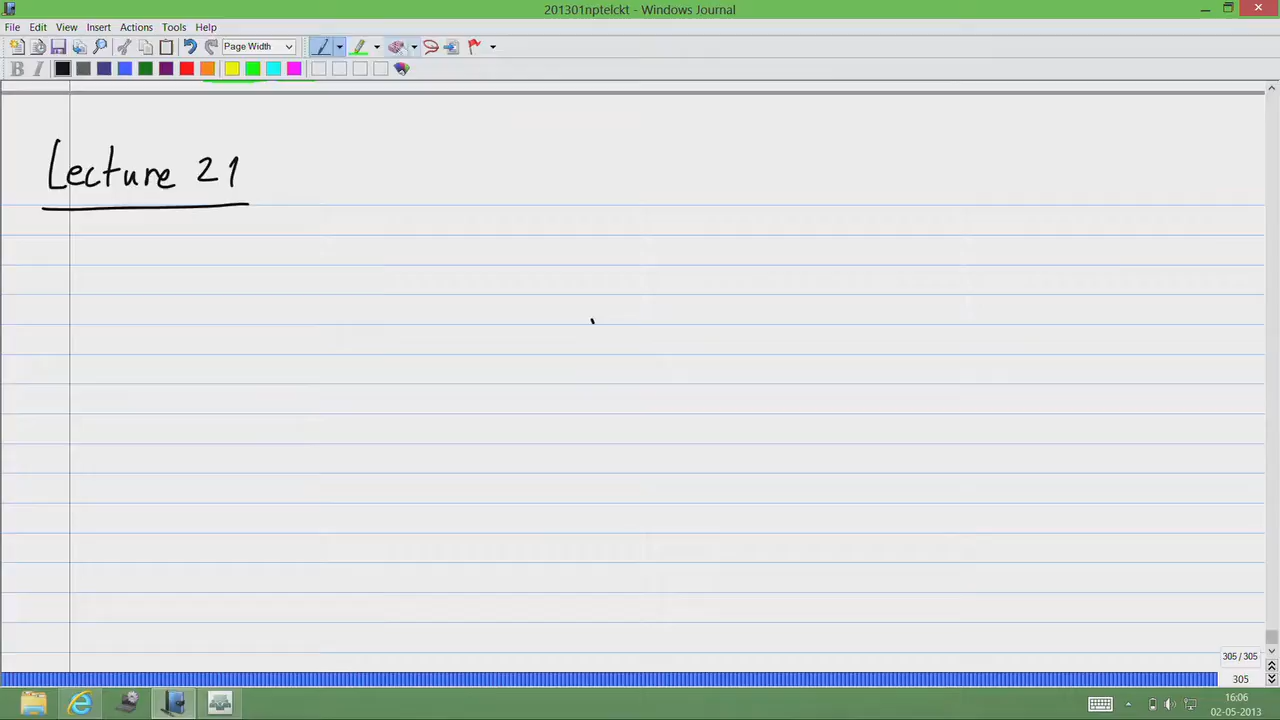 201301nptelckt - Windows Journal
File Edit View Insert Actions Tools Help
Page Width
B I
Lecture 21
305 / 305
305
16:06
02-05-2013